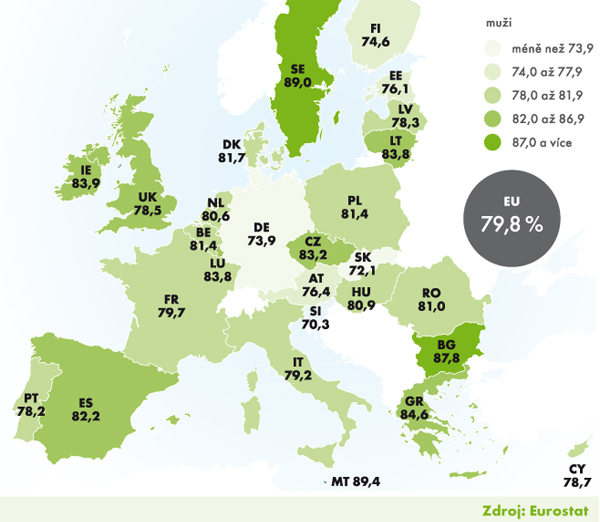 muži
méně než 73,9
74,0 až 77,9
78,0 až 81,9
82,0 až 86,9
87,0 a více
EU
79,8 %
FI
74,6
SE
89,0
EE
76,1
LV
78,3
LT
83,8
DK
81,7
IE
83,9
UK
78,5
NL
80,6
BE
81,4
LU
83,8
DE
73,9
PL
81,4
CZ
83,2
SK
72,1
AT
76,4
HU
80,9
SI
70,3
RO
81,0
BG
87,8
FR
79,7
IT
79,2
PT
78,2
ES
82,2
GR
84,6
MT 89,4
CY
78,7
Zdroj: Eurostat